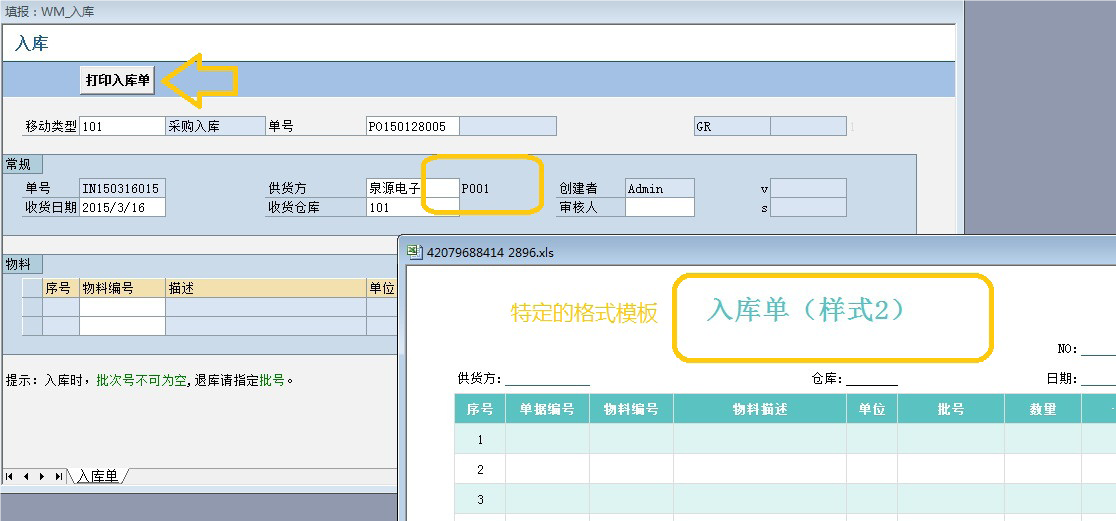 填报：WM_入库
入库
打印入库单
移动类型 101 采购入库 单号 PO150128005 GR
常规
单号 IN150316015 供货方 泉源电子 P001 创建者 Admin v
收货日期 2015/3/16 收货仓库 101 审核人 s
物料
序号 物料编号 描述 单位
提示：入库时，批次号不可为空,退库请指定批号。
入库单
42079688414 2896.xls
特定的格式模板 入库单（样式2）
NO:
供货方: 仓库: 日期:
序号 单据编号 物料编号 物料描述 单位 批号 数量
1
2
3